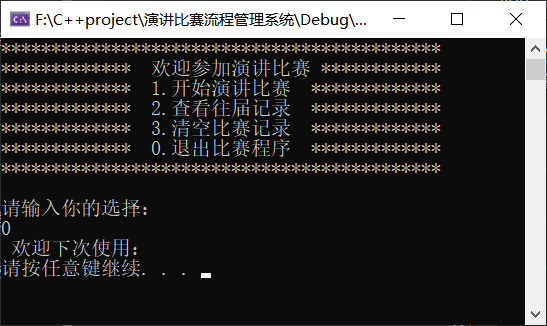 F:\C++project\演讲比赛流程管理系统\Debug\...
********************************************
*************  欢迎参加演讲比赛 ************
*************  1.开始演讲比赛  *************
*************  2.查看往届记录  *************
*************  3.清空比赛记录  *************
*************  0.退出比赛程序  *************
********************************************
请输入你的选择：
0
 欢迎下次使用：
请按任意键继续. . .